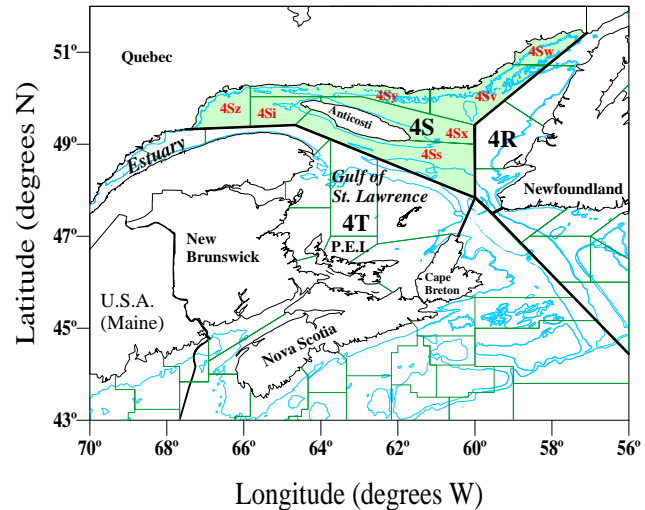 51°
49°
47°
45°
43°
Latitude (degrees N)
Quebec
4Sw
4Sy
4Sv
4Sz
4Si
Anticosti
4S
4Sx
4Ss
4R
Estuary
Gulf of
St. Lawrence
Newfoundland
4T
P.E.I.
New
Brunswick
Cape
Breton
U.S.A.
(Maine)
Nova Scotia
70°
68°
66°
64°
62°
60°
58°
56°
Longitude (degrees W)